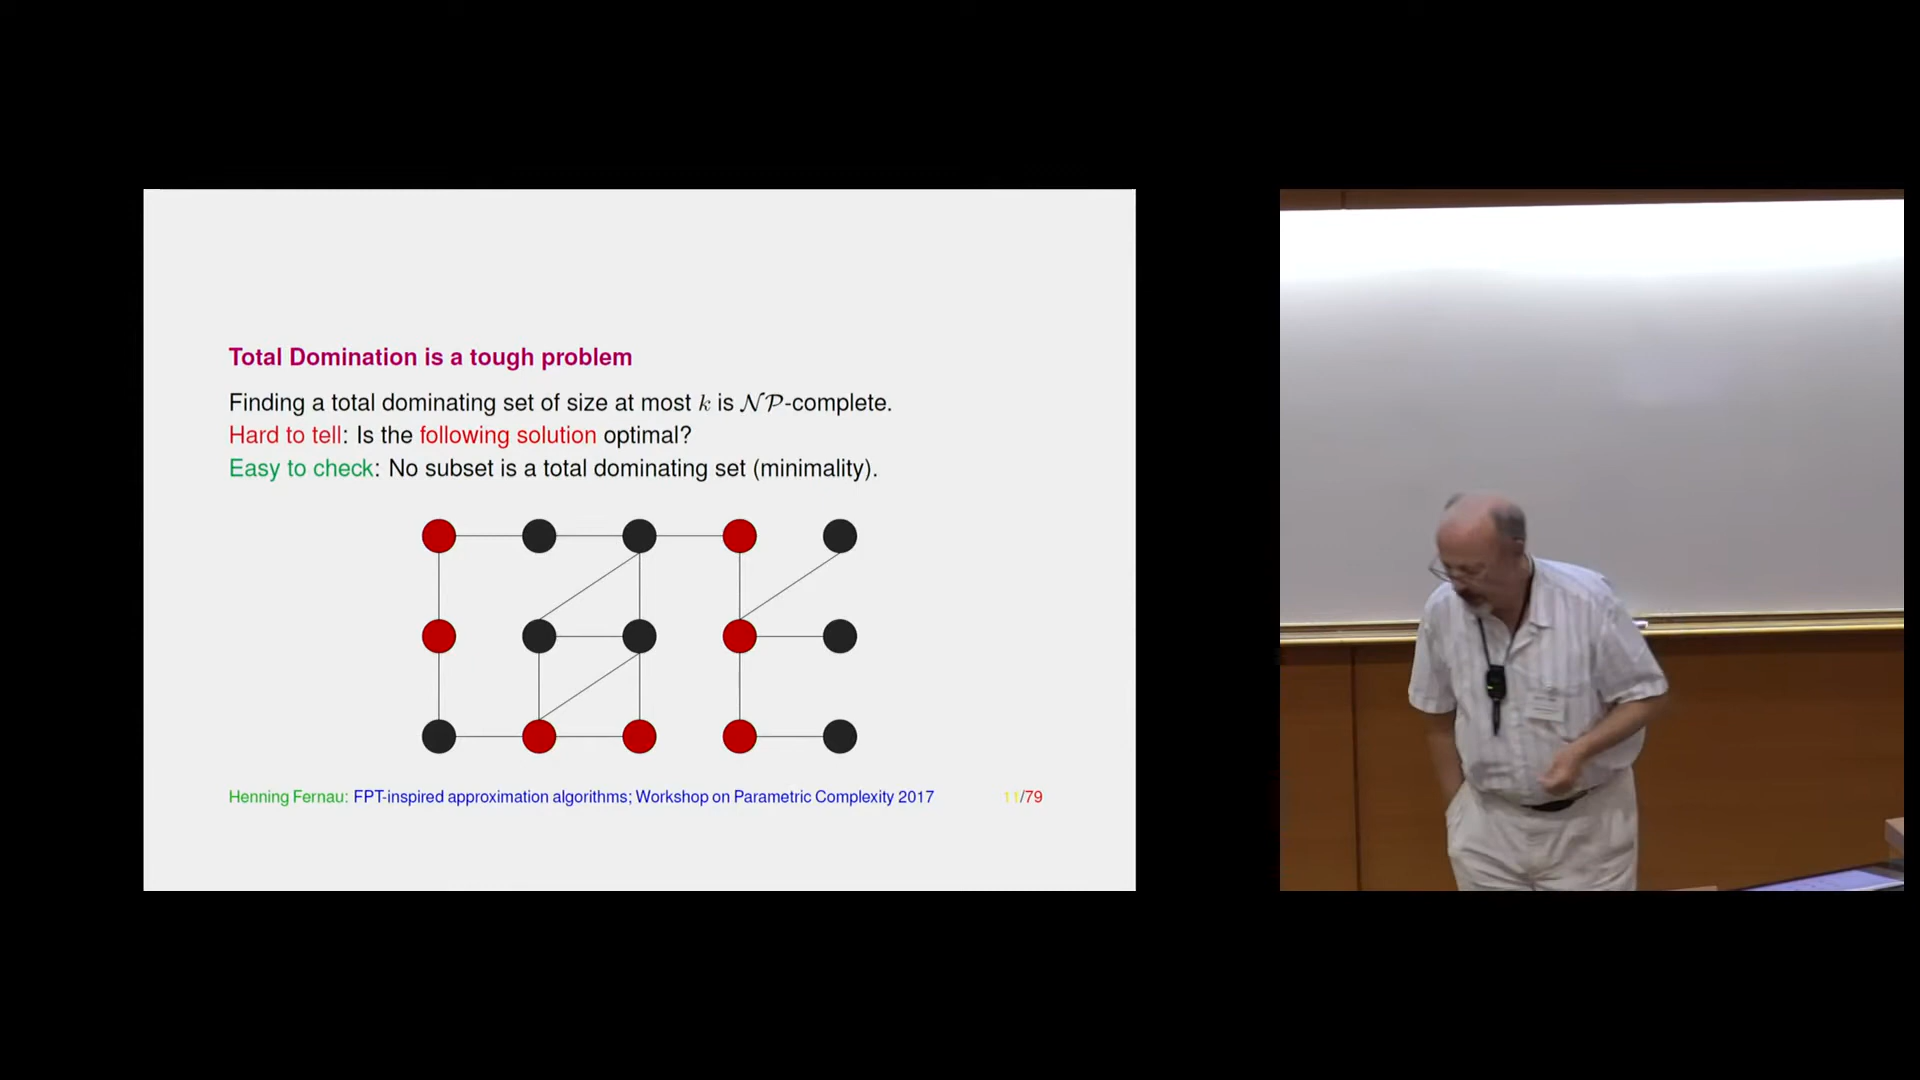 Total Domination is a tough problem
Finding a total dominating set of size at most k is 𝒩𝒫-complete.
Hard to tell: Is the following solution optimal?
Easy to check: No subset is a total dominating set (minimality).
Henning Fernau: FPT-inspired approximation algorithms; Workshop on Parametric Complexity 2017 11/79